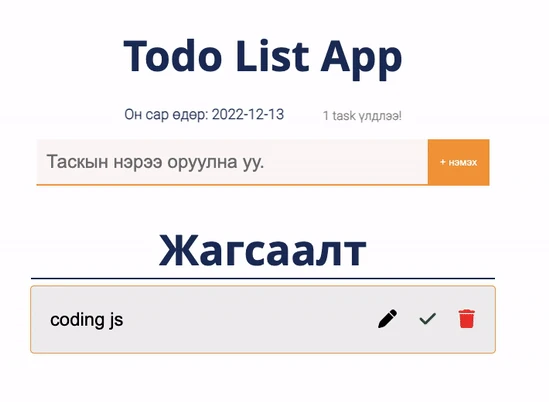 Todo List App
Он сар өдөр: 2022-12-13 1 task үлдлээ!
Таскын нэрээ оруулна уу. + нэмэх
Жагсаалт
coding js